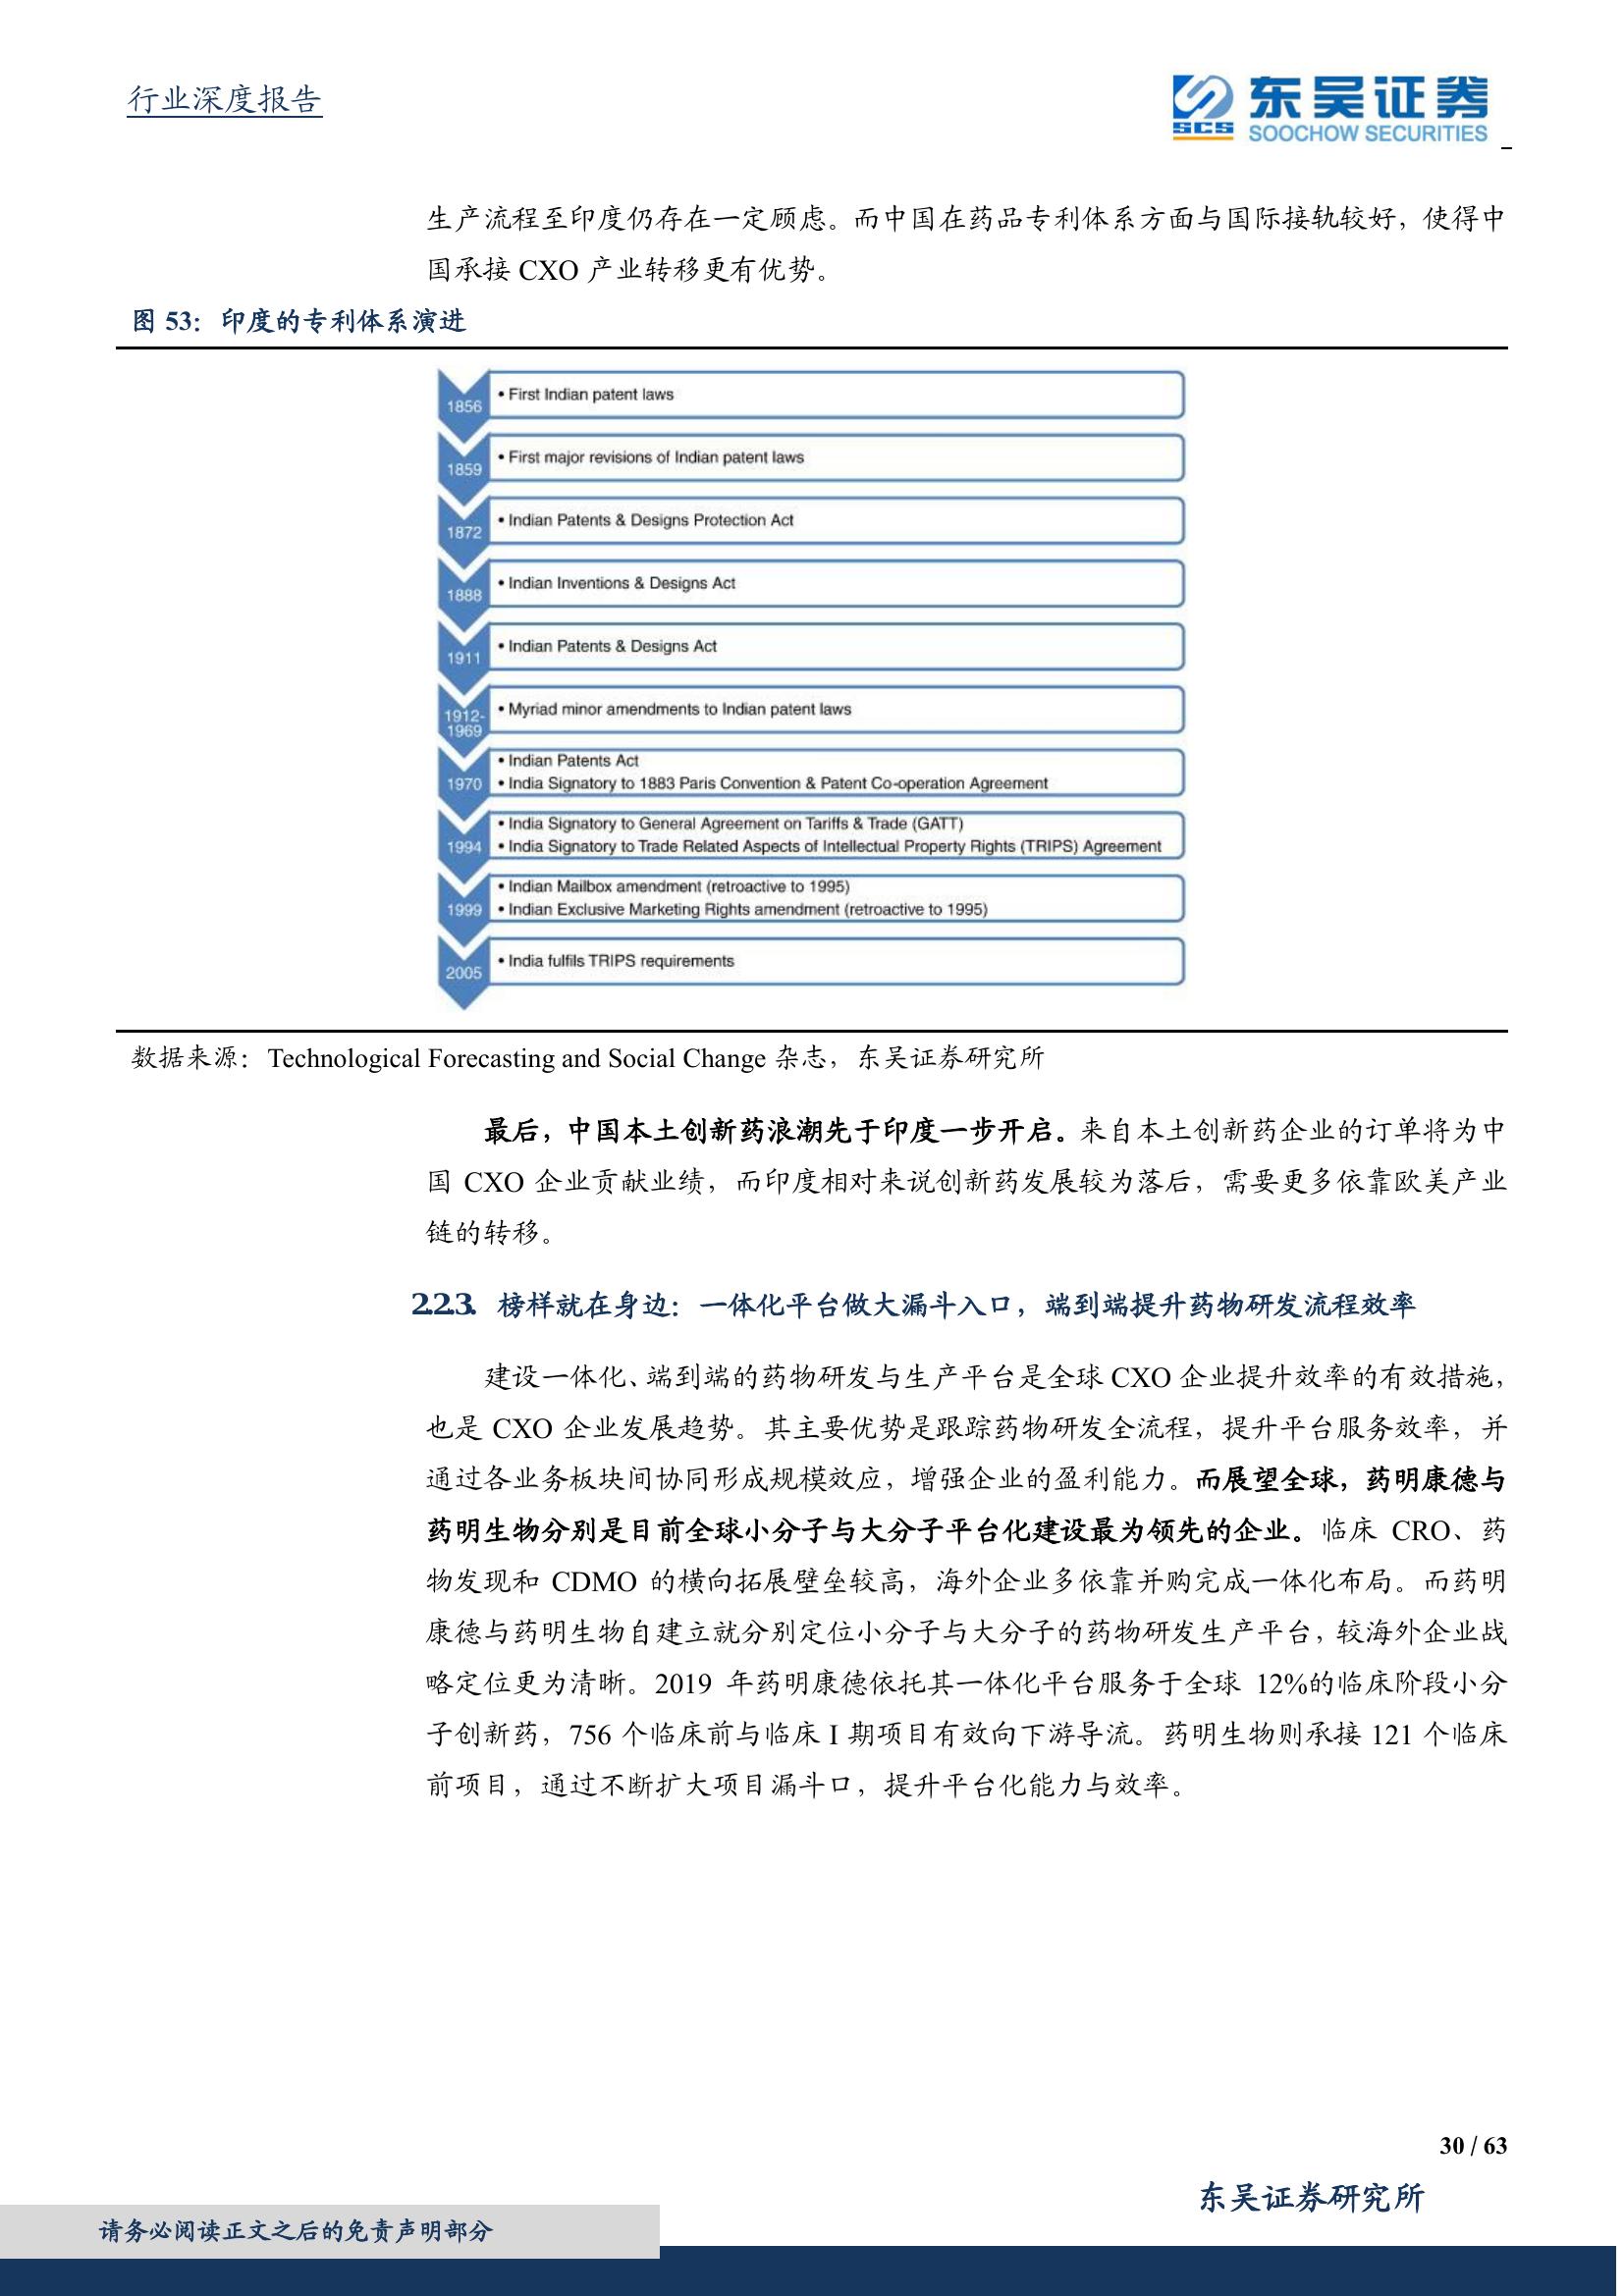 行业深度报告
SCS
东吴证券
SOOCHOW SECURITIES
生产流程至印度仍存在一定顾虑。而中国在药品专利体系方面与国际接轨较好，使得中
国承接 CXO 产业转移更有优势。
图 53：印度的专利体系演进
1856
• First Indian patent laws
1859
• First major revisions of Indian patent laws
1872
• Indian Patents & Designs Protection Act
1888
• Indian Inventions & Designs Act
1911
• Indian Patents & Designs Act
1912-
1969
• Myriad minor amendments to Indian patent laws
1970
• Indian Patents Act
• India Signatory to 1883 Paris Convention & Patent Co-operation Agreement
1994
• India Signatory to General Agreement on Tariffs & Trade (GATT)
• India Signatory to Trade Related Aspects of Intellectual Property Rights (TRIPS) Agreement
1999
• Indian Mailbox amendment (retroactive to 1995)
• Indian Exclusive Marketing Rights amendment (retroactive to 1995)
2005
• India fulfils TRIPS requirements
数据来源：Technological Forecasting and Social Change 杂志，东吴证券研究所
最后，中国本土创新药浪潮先于印度一步开启。来自本土创新药企业的订单将为中
国 CXO 企业贡献业绩，而印度相对来说创新药发展较为落后，需要更多依靠欧美产业
链的转移。
2.2.3. 榜样就在身边：一体化平台做大漏斗入口，端到端提升药物研发流程效率
建设一体化、端到端的药物研发与生产平台是全球 CXO 企业提升效率的有效措施，
也是 CXO 企业发展趋势。其主要优势是跟踪药物研发全流程，提升平台服务效率，并
通过各业务板块间协同形成规模效应，增强企业的盈利能力。而展望全球，药明康德与
药明生物分别是目前全球小分子与大分子平台化建设最为领先的企业。临床 CRO、药
物发现和 CDMO 的横向拓展壁垒较高，海外企业多依靠并购完成一体化布局。而药明
康德与药明生物自建立就分别定位小分子与大分子的药物研发生产平台，较海外企业战
略定位更为清晰。2019 年药明康德依托其一体化平台服务于全球 12%的临床阶段小分
子创新药，756 个临床前与临床 I 期项目有效向下游导流。药明生物则承接 121 个临床
前项目，通过不断扩大项目漏斗口，提升平台化能力与效率。
30 / 63
东吴证券研究所
请务必阅读正文之后的免责声明部分